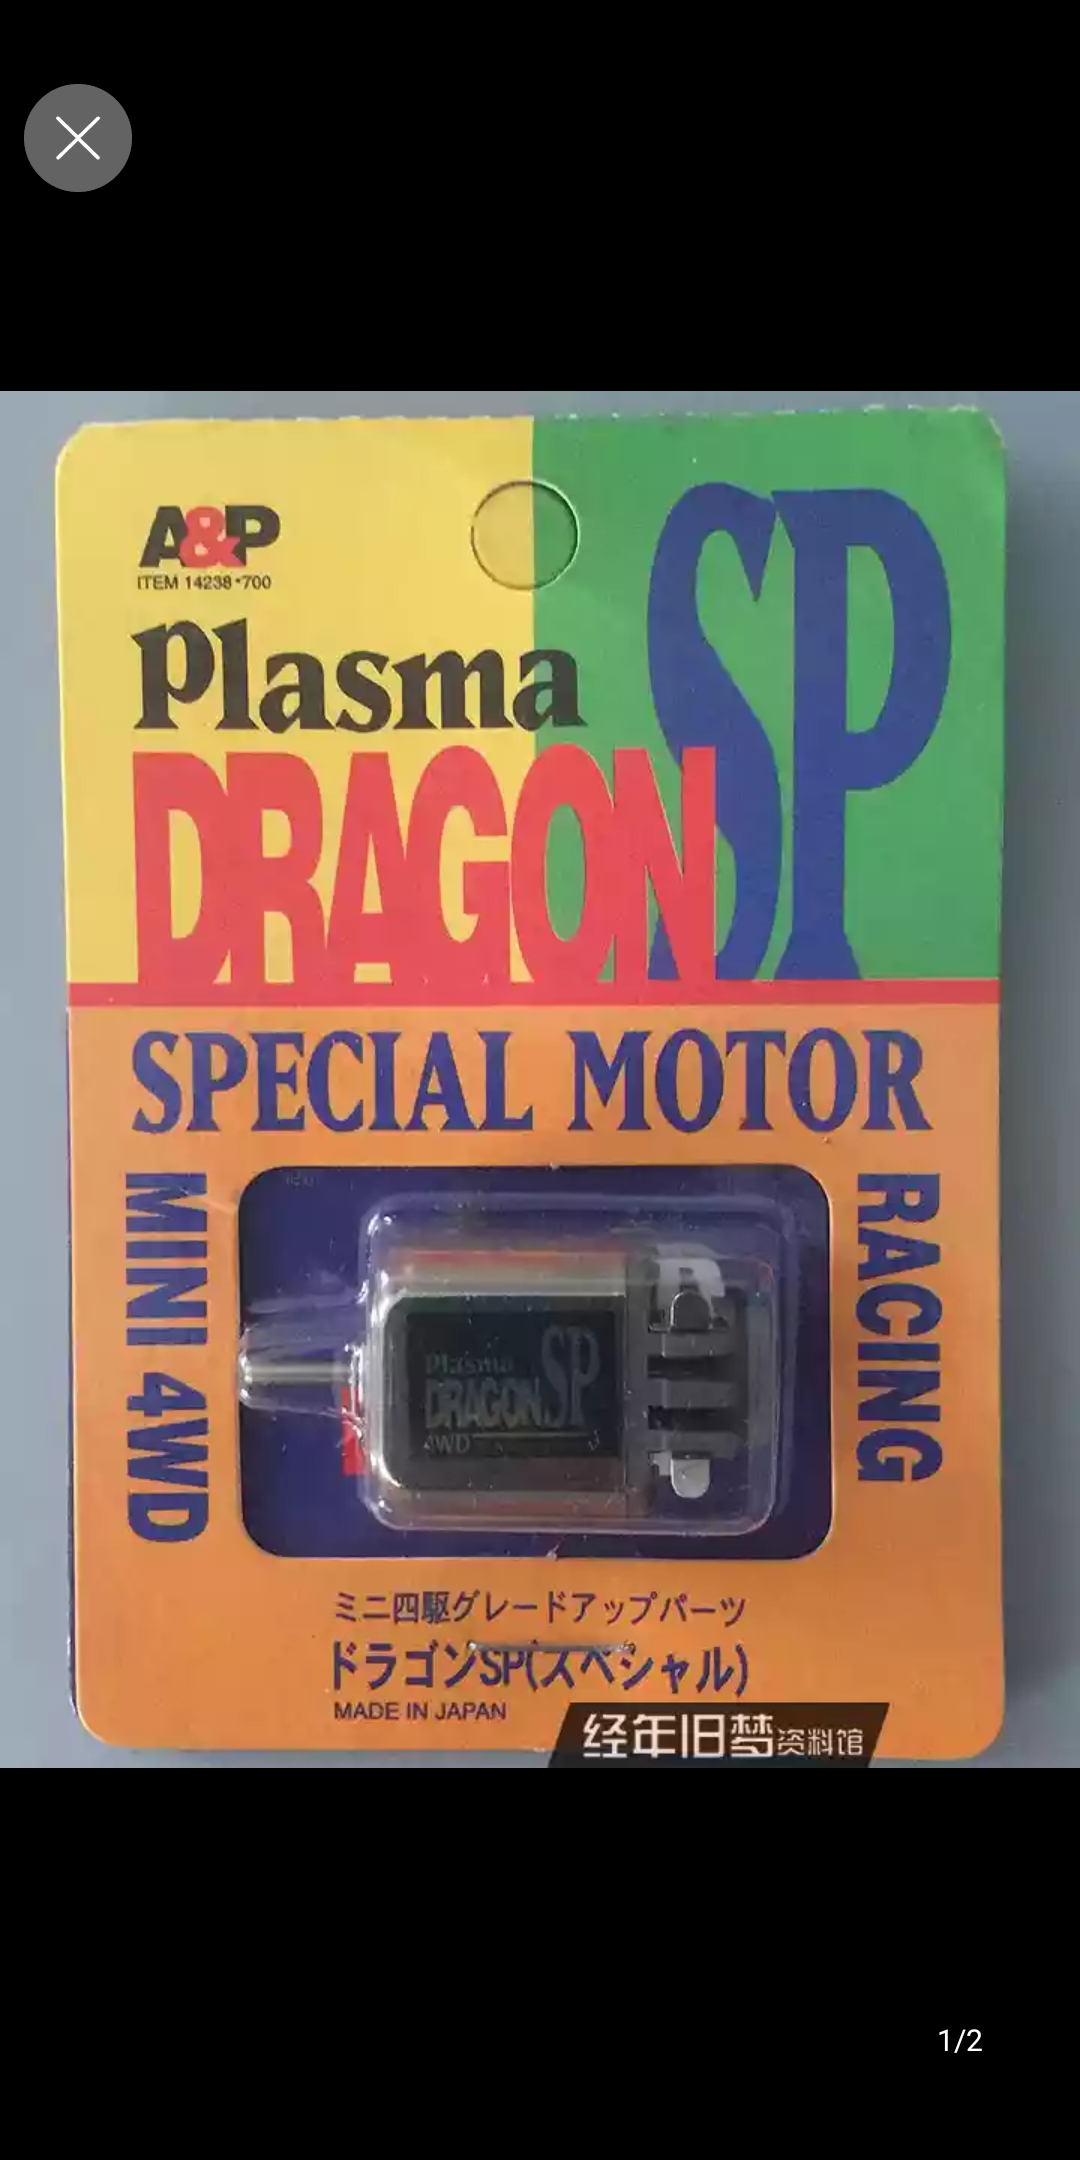 A&P
ITEM 14238・700
Plasma
DRAGON SP
SPECIAL MOTOR
MINI 4WD
RACING
Plasma
DRAGON SP
4WD
ミニ四駆グレードアップパーツ
ドラゴンSP(スペシャル)
MADE IN JAPAN
经年旧梦资料馆
1/2